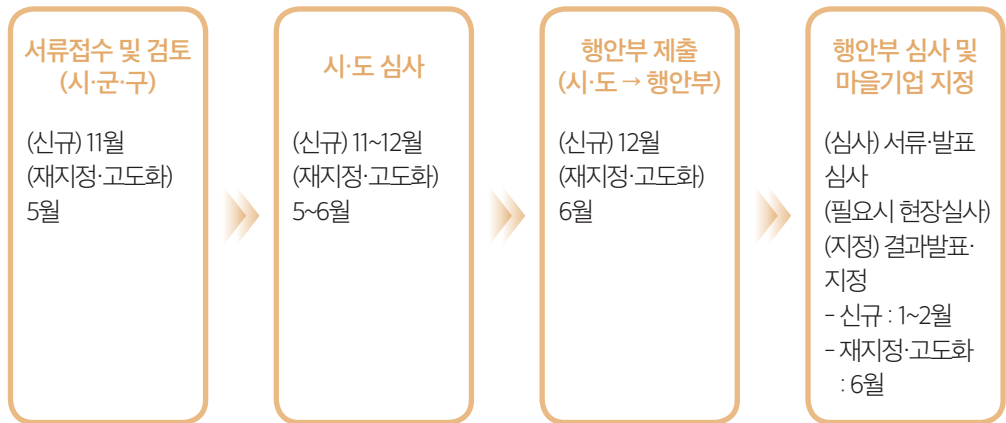 서류접수 및 검토
(시·군·구)
(신규) 11월
(재지정·고도화)
5월
시·도 심사
(신규) 11~12월
(재지정·고도화)
5~6월
행안부 제출
(시·도 → 행안부)
(신규) 12월
(재지정·고도화)
6월
행안부 심사 및
마을기업 지정
(심사) 서류·발표
심사
(필요시 현장실사)
(지정) 결과발표·
지정
- 신규 : 1~2월
- 재지정·고도화
: 6월